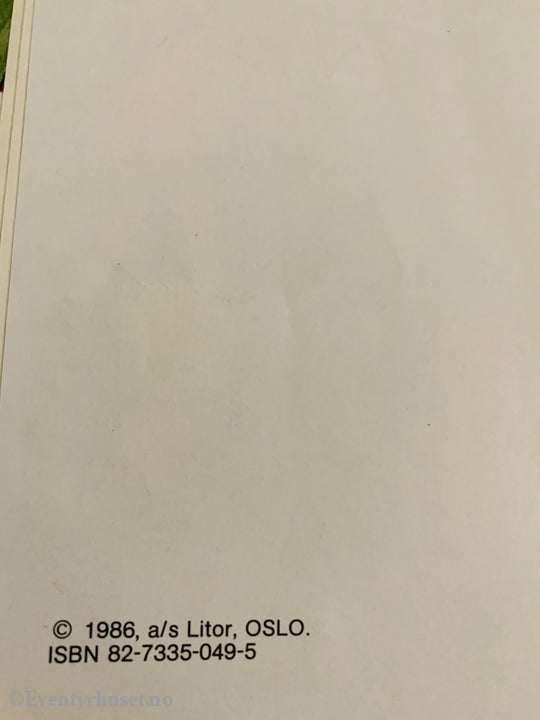 © 1986, a/s Litor, OSLO.
ISBN 82-7335-049-5
©Eventyrhuset.no